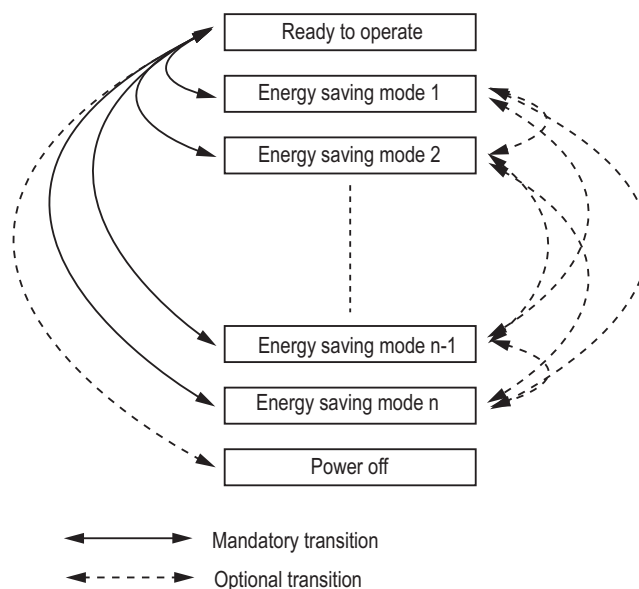 Ready to operate
Energy saving mode 1
Energy saving mode 2
Energy saving mode n-1
Energy saving mode n
Power off
Mandatory transition
Optional transition